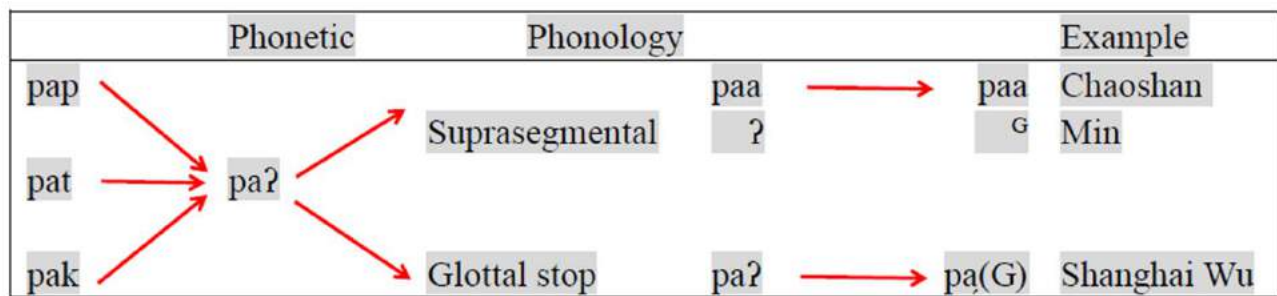 Phonetic Phonology Example
pap paa paa Chaoshan
Suprasegmental ʔ ᴳ Min
pat paʔ
pak Glottal stop paʔ pa̩(G) Shanghai Wu